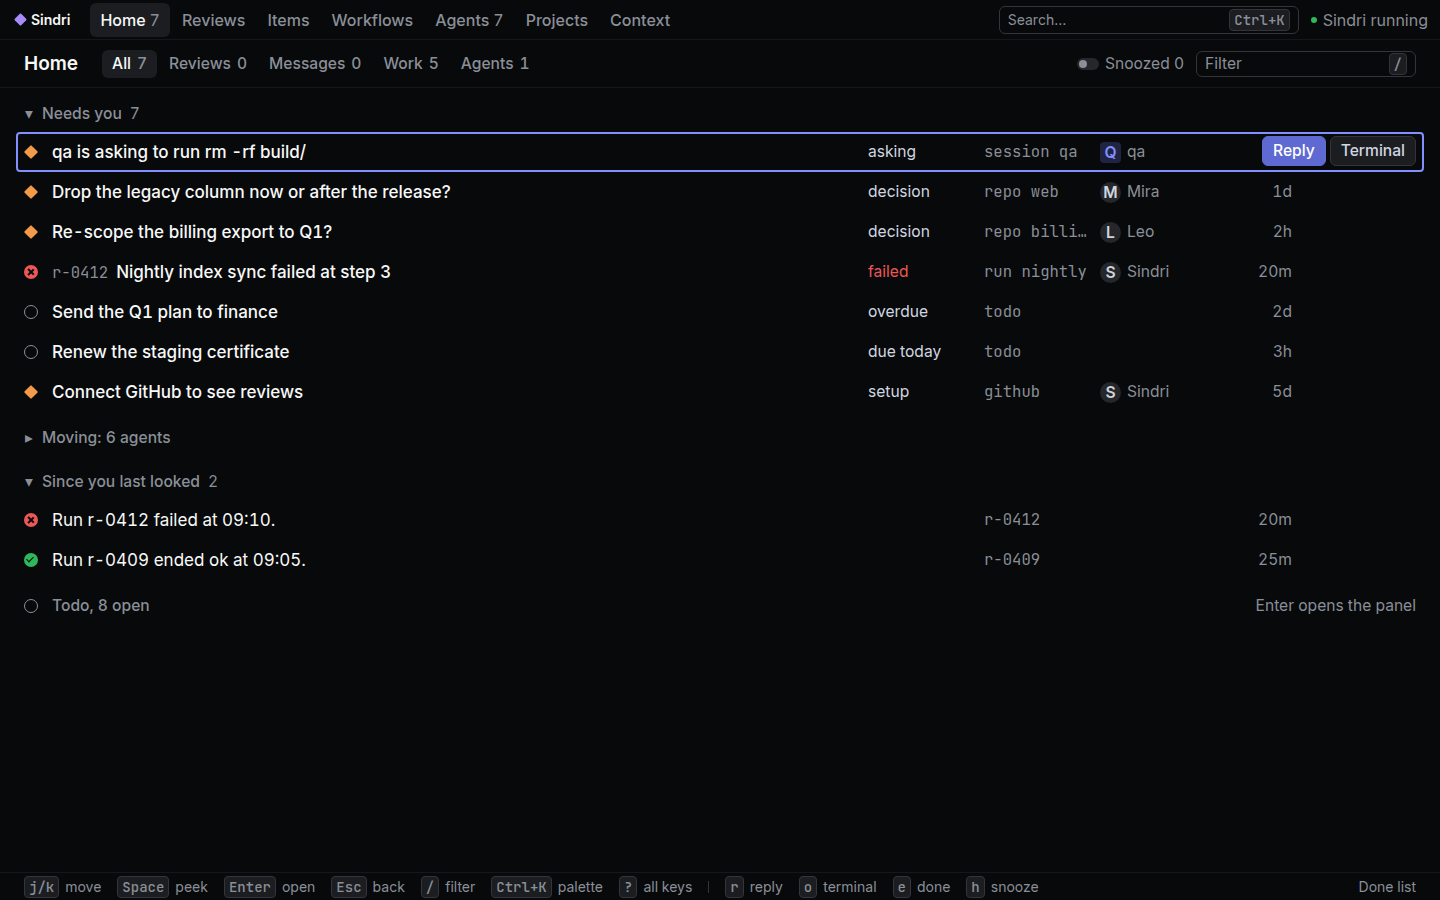 Sindri Home 7 Reviews Items Workflows Agents 7 Projects Context Search... Ctrl+K Sindri running
Home All 7 Reviews 0 Messages 0 Work 5 Agents 1 Snoozed 0 Filter /
Needs you 7
qa is asking to run rm -rf build/ asking session qa Q qa Reply Terminal
Drop the legacy column now or after the release? decision repo web M Mira 1d
Re-scope the billing export to Q1? decision repo billi… L Leo 2h
r-0412 Nightly index sync failed at step 3 failed run nightly S Sindri 20m
Send the Q1 plan to finance overdue todo 2d
Renew the staging certificate due today todo 3h
Connect GitHub to see reviews setup github S Sindri 5d
Moving: 6 agents
Since you last looked 2
Run r-0412 failed at 09:10. r-0412 20m
Run r-0409 ended ok at 09:05. r-0409 25m
Todo, 8 open Enter opens the panel
j/k move Space peek Enter open Esc back / filter Ctrl+K palette ? all keys r reply o terminal e done h snooze Done list